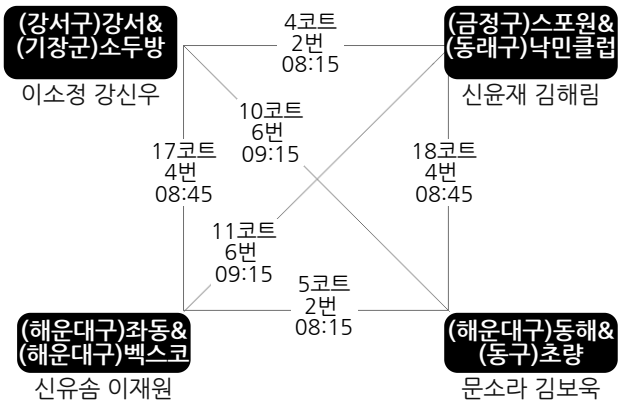 (강서구)강서&
(기장군)소두방
이소정 강신우
4코트
2번
08:15
(금정구)스포원&
(동래구)낙민클럽
신윤재 김해림
10코트
6번
09:15
17코트
4번
08:45
18코트
4번
08:45
11코트
6번
09:15
5코트
2번
08:15
(해운대구)좌동&
(해운대구)벡스코
신유솜 이재원
(해운대구)동해&
(동구)초량
문소라 김보욱